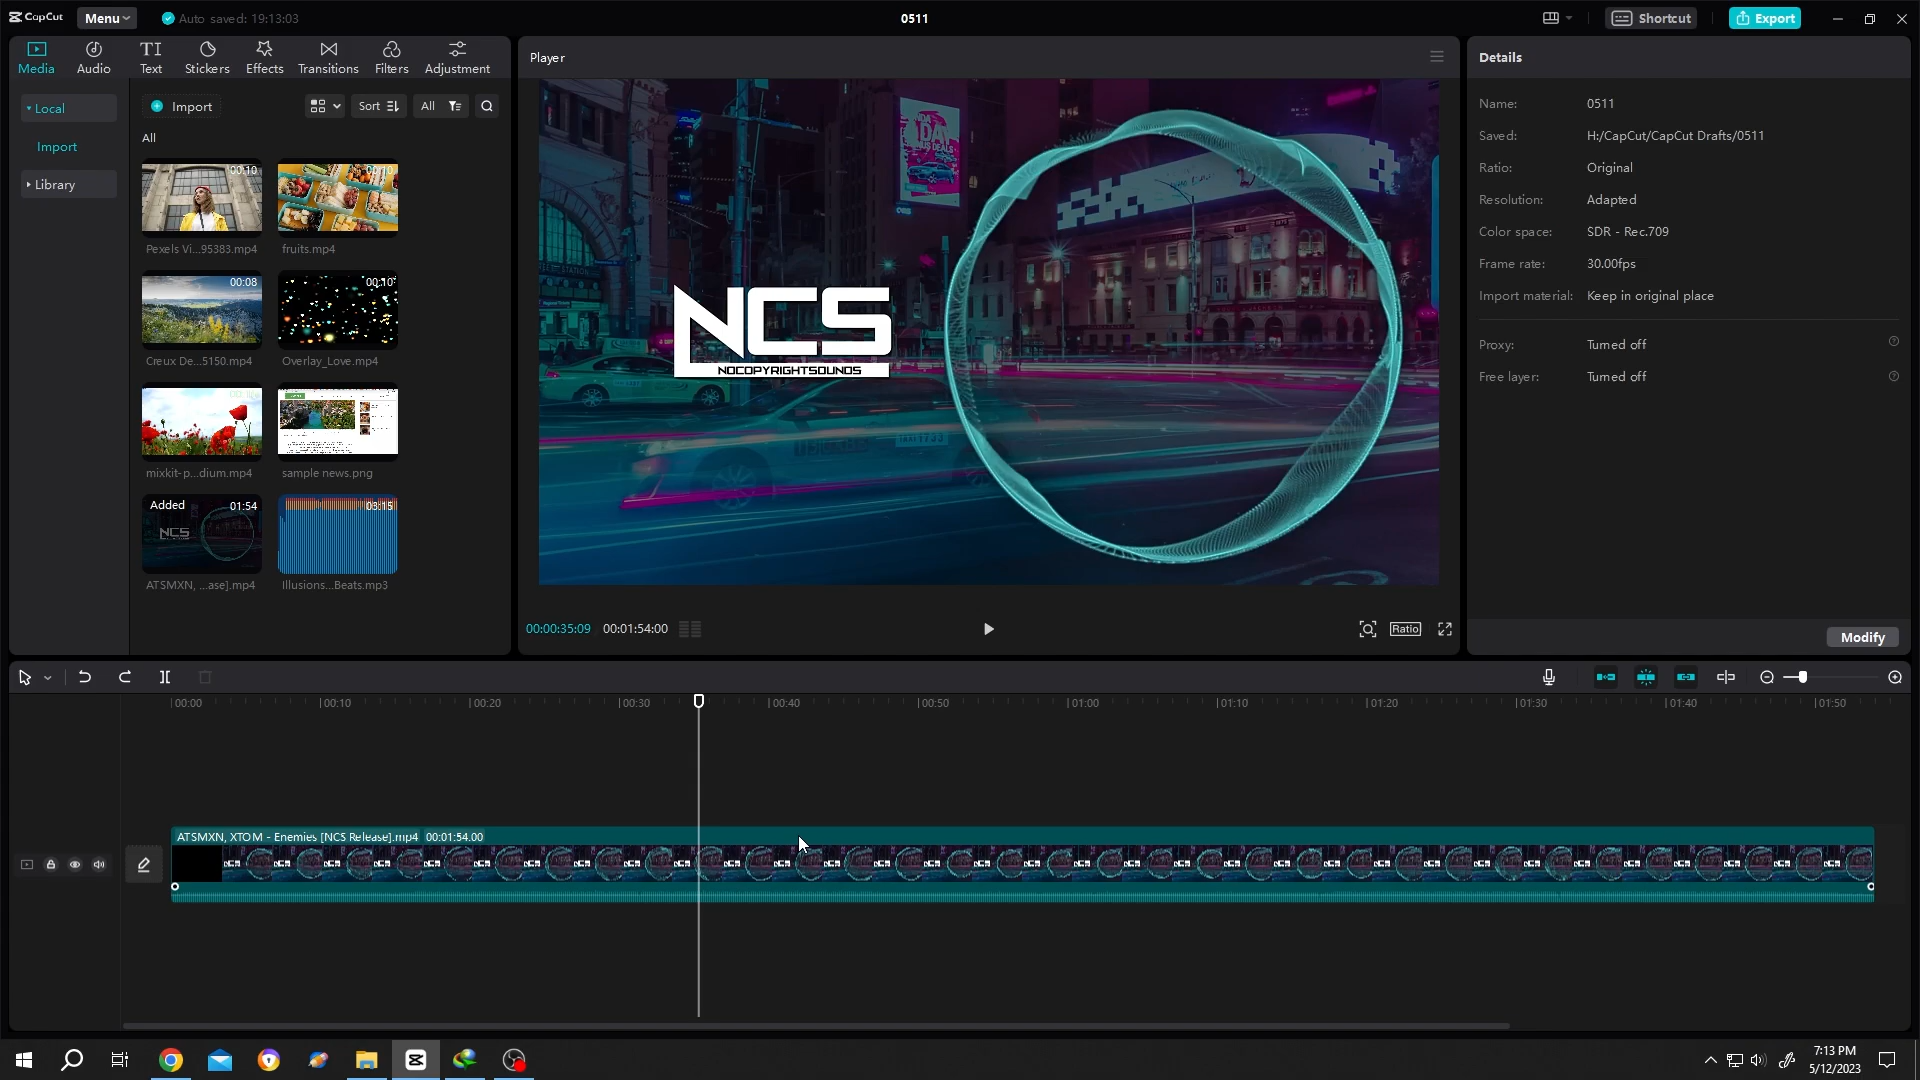 CapCut
Menu
Auto saved: 19:13:03
0511
Shortcut
Export
Media
Audio
TI
Text
Stickers
Effects
Transitions
Filters
Adjustment
Local
Import
Library
Import
Sort
All
All
00:10
Pexels Vi...95383.mp4
00:10
fruits.mp4
00:08
Creux De...5150.mp4
00:10
Overlay_Love.mp4
mixkit-p...dium.mp4
sample news.png
Added
01:54
ATSMXN, ...ase].mp4
03:15
Illusions...Beats.mp3
Player
NCS
NOCOPYRIGHTSOUNDS
00:00:35:09
00:01:54:00
Ratio
Details
Name:
0511
Saved:
H:/CapCut/CapCut Drafts/0511
Ratio:
Original
Resolution:
Adapted
Color space:
SDR - Rec.709
Frame rate:
30.00fps
Import material:
Keep in original place
Proxy:
Turned off
Free layer:
Turned off
Modify
00:00
00:10
00:20
00:30
00:40
00:50
01:00
01:10
01:20
01:30
01:40
01:50
ATSMXN, XTOM - Enemies [NCS Release].mp4 00:01:54:00
7:13 PM
5/12/2023